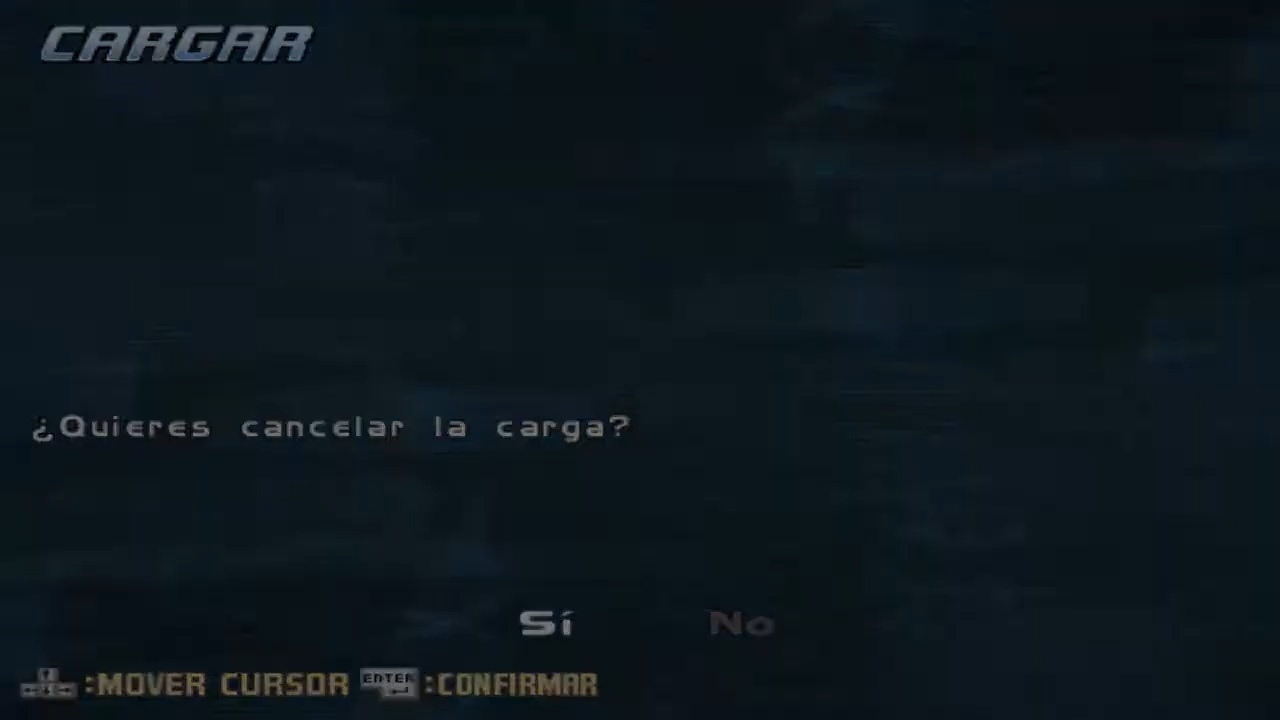 CARGAR
¿Quieres cancelar la carga?
Sí No
:MOVER CURSOR ENTER :CONFIRMAR